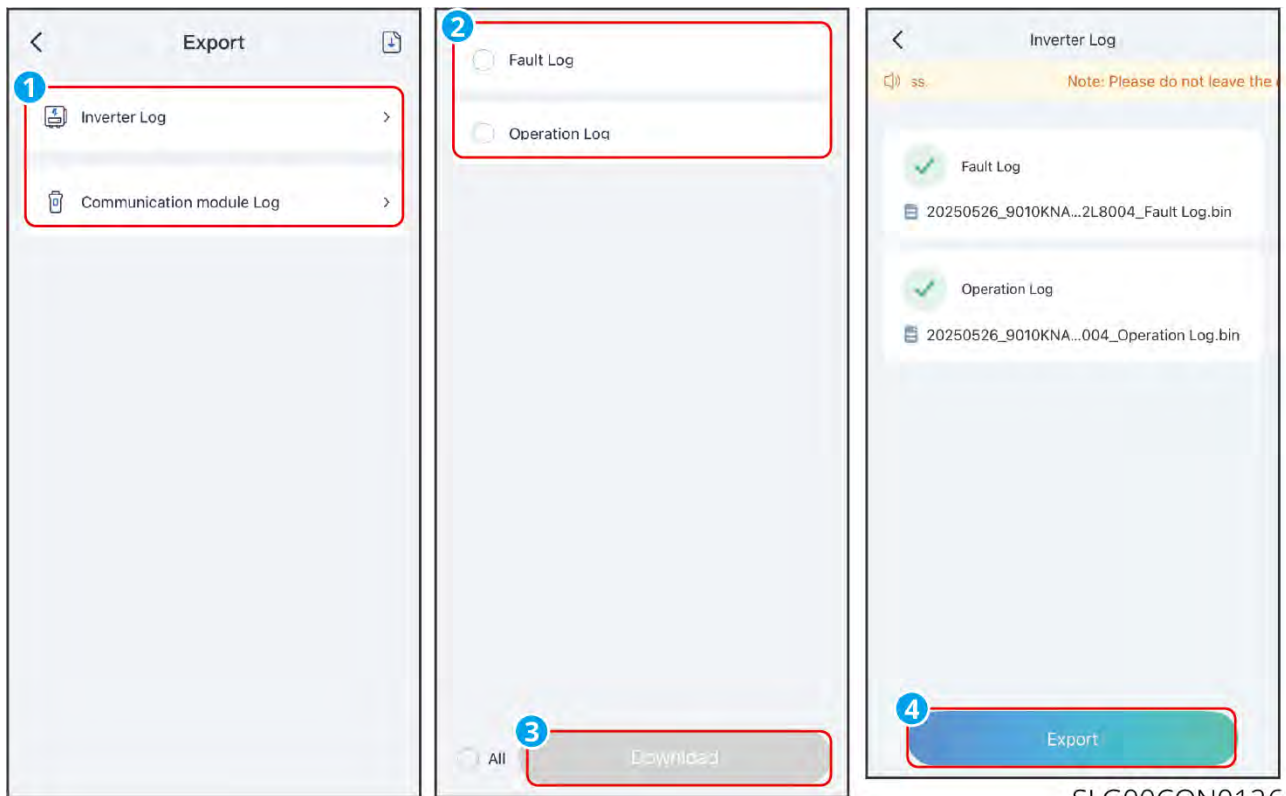 Export
1
Inverter Log
Communication module Log
2
Fault Log
Operation Log
3
All
Download
Inverter Log
ss. Note: Please do not leave the
Fault Log
20250526_9010KNA...2L8004_Fault Log.bin
Operation Log
20250526_9010KNA...004_Operation Log.bin
4
Export